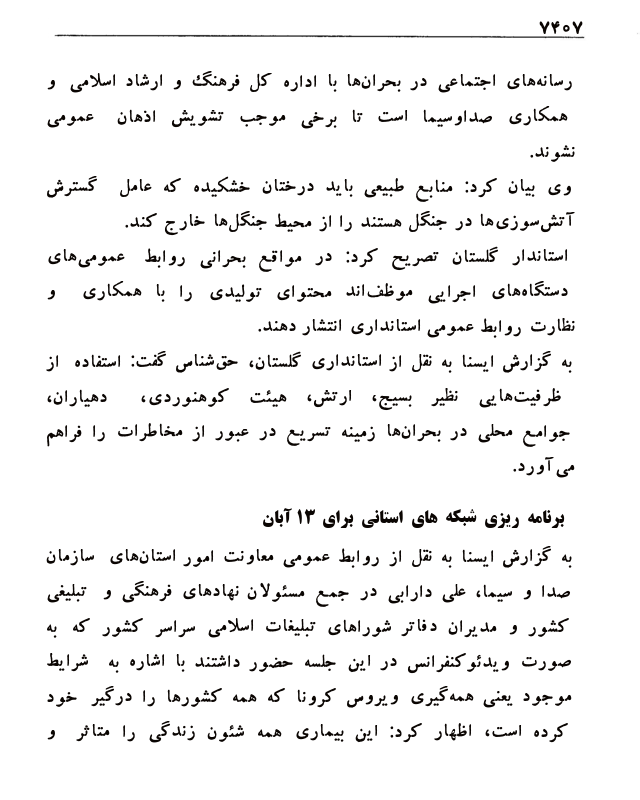 ۷۴۰۷
رسانه‌های اجتماعی در بحران‌ها با اداره کل فرهنگ و ارشاد اسلامی و
همکاری صداوسیما است تا برخی موجب تشویش اذهان عمومی
نشوند.
وی بیان کرد: منابع طبیعی باید درختان خشکیده که عامل گسترش
آتش‌سوزی‌ها در جنگل هستند را از محیط جنگل‌ها خارج کند.
استاندار گلستان تصریح کرد: در مواقع بحرانی روابط عمومی‌های
دستگاه‌های اجرایی موظف‌اند محتوای تولیدی را با همکاری و
نظارت روابط عمومی استانداری انتشار دهند.
به گزارش ایسنا به نقل از استانداری گلستان، حق‌شناس گفت: استفاده از
ظرفیت‌هایی نظیر بسیج، ارتش، هیئت کوهنوردی، دهیاران،
جوامع محلی در بحران‌ها زمینه تسریع در عبور از مخاطرات را فراهم
می‌آورد.
برنامه ریزی شبکه های استانی برای ۱۳ آبان
به گزارش ایسنا به نقل از روابط عمومی معاونت امور استان‌های سازمان
صدا و سیما، علی دارابی در جمع مسئولان نهادهای فرهنگی و تبلیغی
کشور و مدیران دفاتر شوراهای تبلیغات اسلامی سراسر کشور که به
صورت ویدئوکنفرانس در این جلسه حضور داشتند با اشاره به شرایط
موجود یعنی همه‌گیری ویروس کرونا که همه کشورها را درگیر خود
کرده است، اظهار کرد: این بیماری همه شئون زندگی را متاثر و